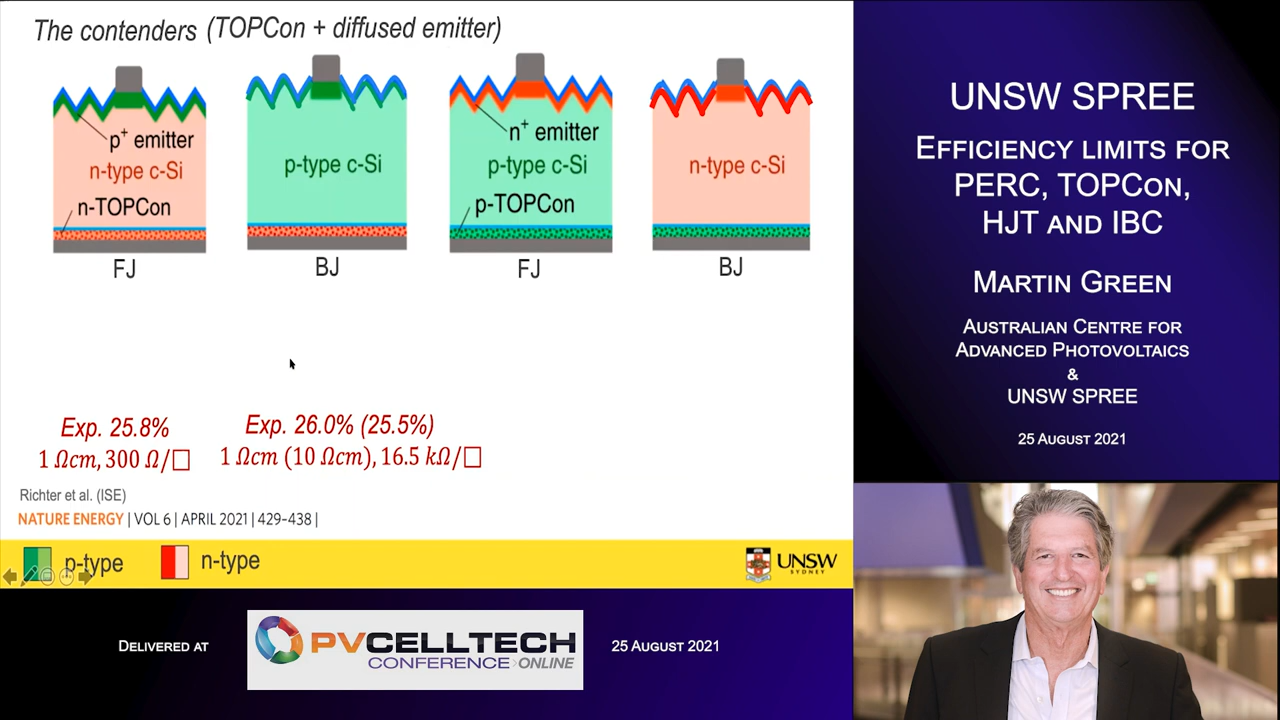 The contenders (TOPCon + diffused emitter)
p+ emitter
n-type c-Si
n-TOPCon
FJ
p-type c-Si
BJ
n+ emitter
p-type c-Si
p-TOPCon
FJ
n-type c-Si
BJ
Exp. 25.8%
1 Ωcm, 300 Ω/□
Exp. 26.0% (25.5%)
1 Ωcm (10 Ωcm), 16.5 kΩ/□
Richter et al. (ISE)
NATURE ENERGY | VOL 6 | APRIL 2021 | 429–438 |
p-type
n-type
UNSW
SYDNEY
UNSW SPREE
EFFICIENCY LIMITS FOR
PERC, TOPCON,
HJT AND IBC
MARTIN GREEN
AUSTRALIAN CENTRE FOR
ADVANCED PHOTOVOLTAICS
&
UNSW SPREE
25 AUGUST 2021
DELIVERED AT
PVCELLTECH
CONFERENCE>ONLINE
25 AUGUST 2021